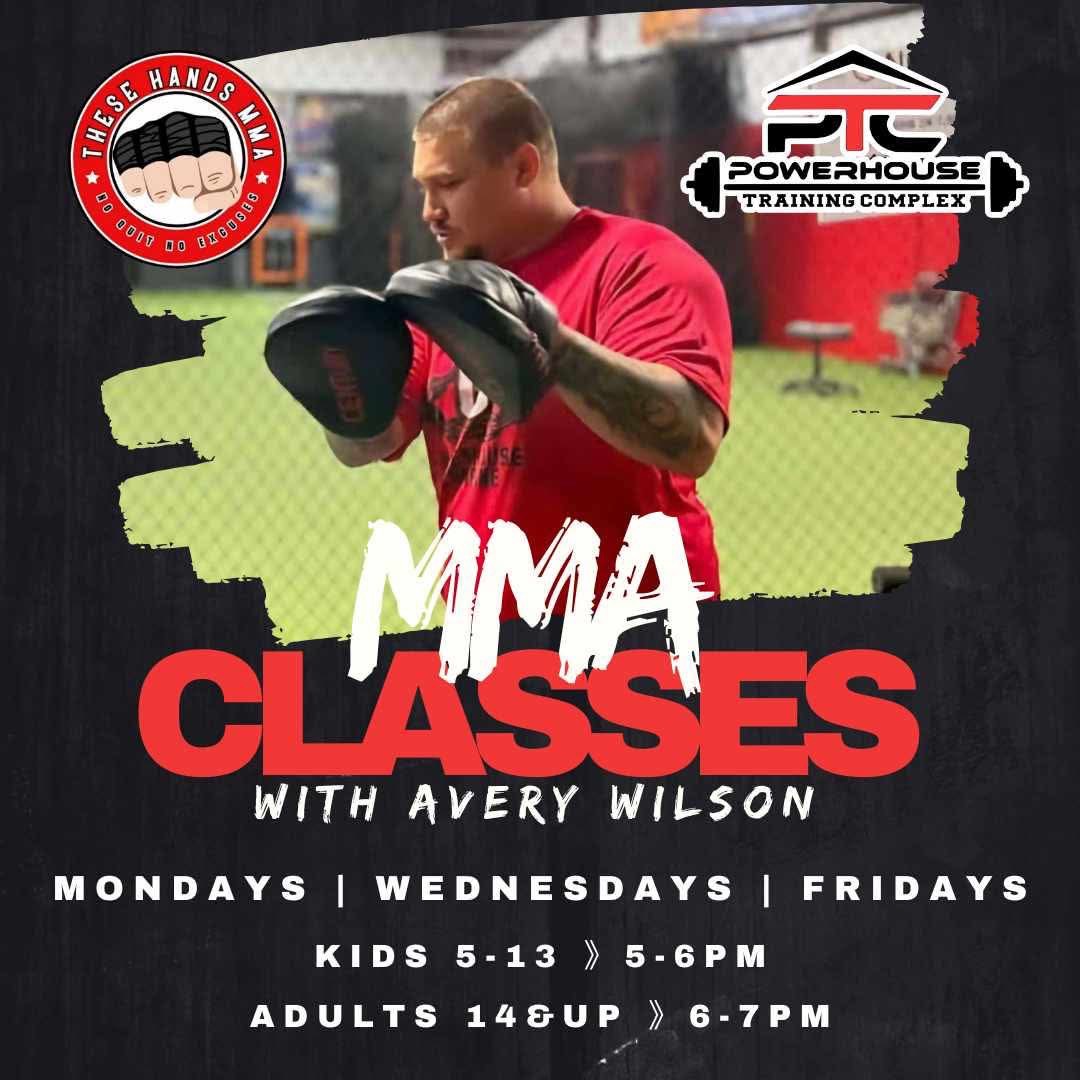 THESE HANDS MMA
NO QUIT NO EXCUSES
PTC
POWERHOUSE
TRAINING COMPLEX
CENTURY
MMA
CLASSES
WITH AVERY WILSON
MONDAYS | WEDNESDAYS | FRIDAYS
KIDS 5-13 》 5-6PM
ADULTS 14&UP 》 6-7PM